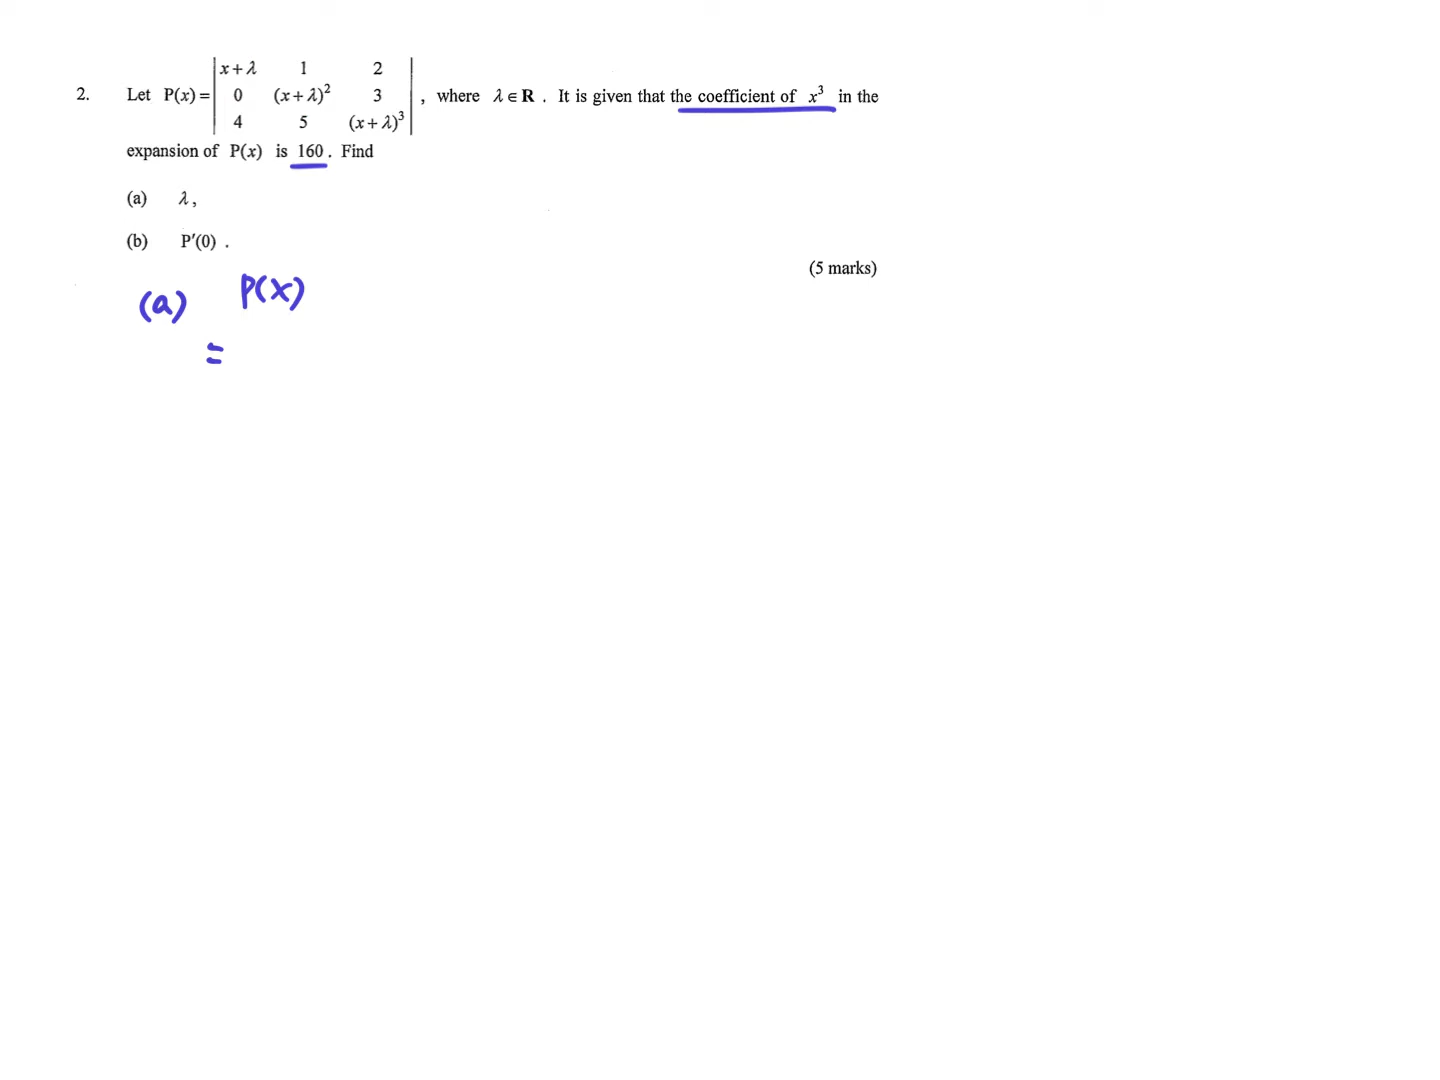 2. Let P(x) = | x+λ 1 2 |
| 0 (x+λ)² 3 | , where λ ∈ R . It is given that the coefficient of x³ in the
| 4 5 (x+λ)³ |
expansion of P(x) is 160 . Find
(a) λ ,
(b) P′(0) .
(5 marks)
(a) P(x)
=